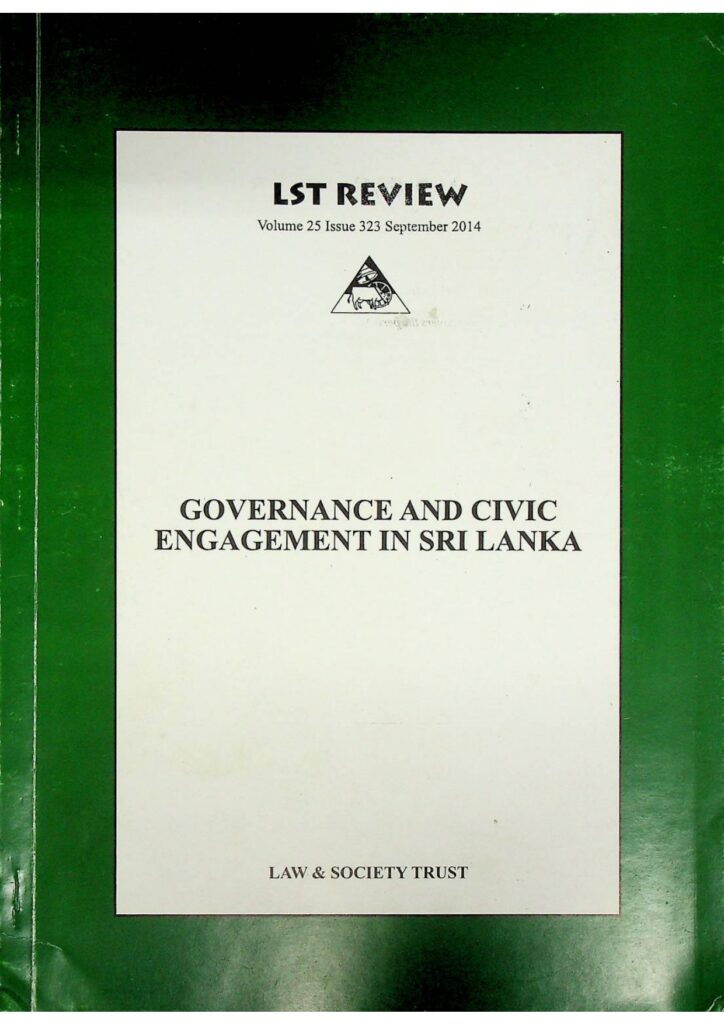 LST REVIEW
Volume 25 Issue 323 September 2014
GOVERNANCE AND CIVIC
ENGAGEMENT IN SRI LANKA
LAW & SOCIETY TRUST